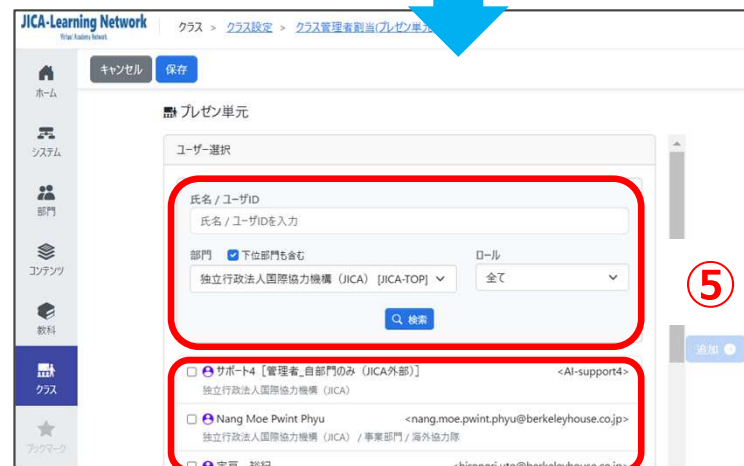 JICA-Learning Network
Virtual Academy Network
クラス > クラス設定 > クラス管理者割当(プレゼン単元
キャンセル 保存
ホーム
システム
部門
コンテンツ
教科
クラス
ブックマーク
プレゼン単元
ユーザー選択
氏名 / ユーザID
氏名 / ユーザIDを入力
部門 下位部門も含む ロール
独立行政法人国際協力機構（JICA） [JICA-TOP] 全て
検索
⑤
追加
サポート4［管理者_自部門のみ（JICA外部）］ <AI-support4>
独立行政法人国際協力機構（JICA）
Nang Moe Pwint Phyu <nang.moe.pwint.phyu@berkeleyhouse.co.jp>
独立行政法人国際協力機構（JICA） / 事業部門 / 海外協力隊